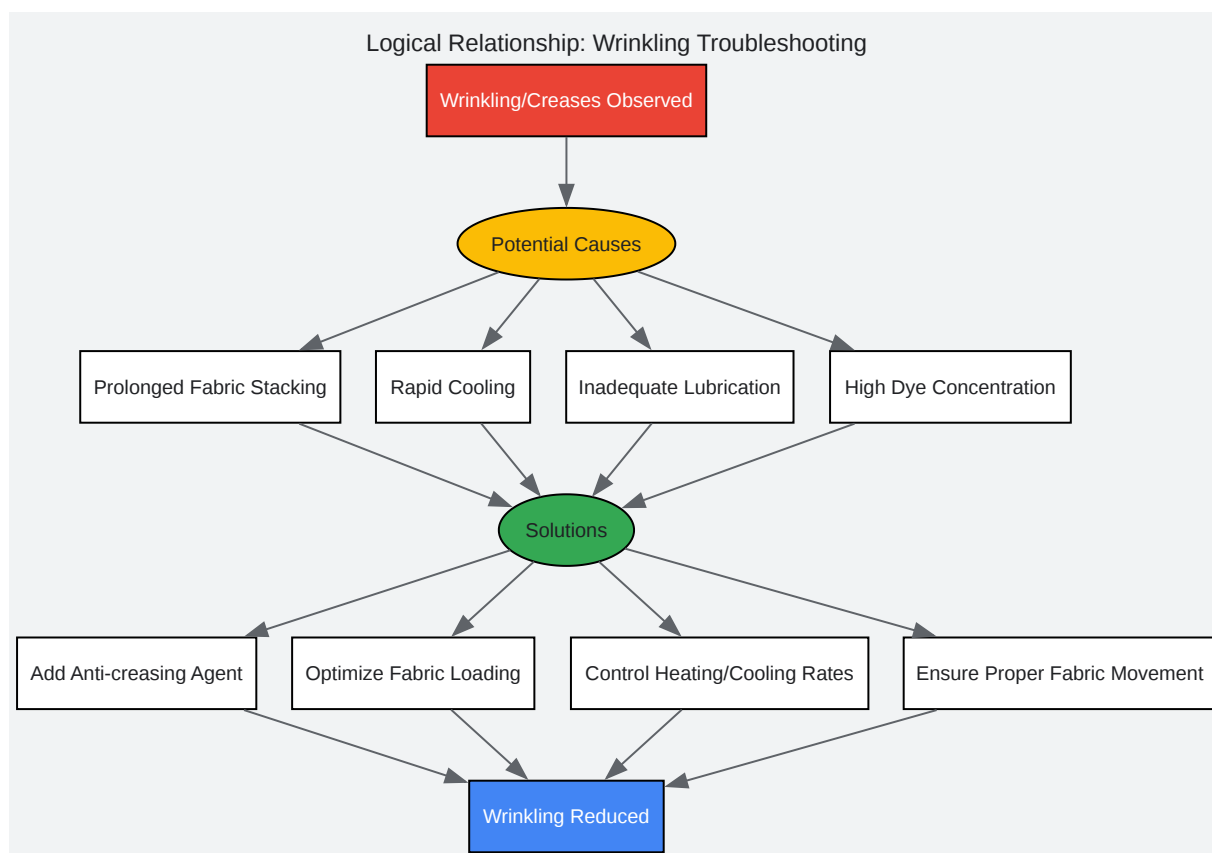 Logical Relationship: Wrinkling Troubleshooting
Wrinkling/Creases Observed
Potential Causes
Prolonged Fabric Stacking
Rapid Cooling
Inadequate Lubrication
High Dye Concentration
Solutions
Add Anti-creasing Agent
Optimize Fabric Loading
Control Heating/Cooling Rates
Ensure Proper Fabric Movement
Wrinkling Reduced